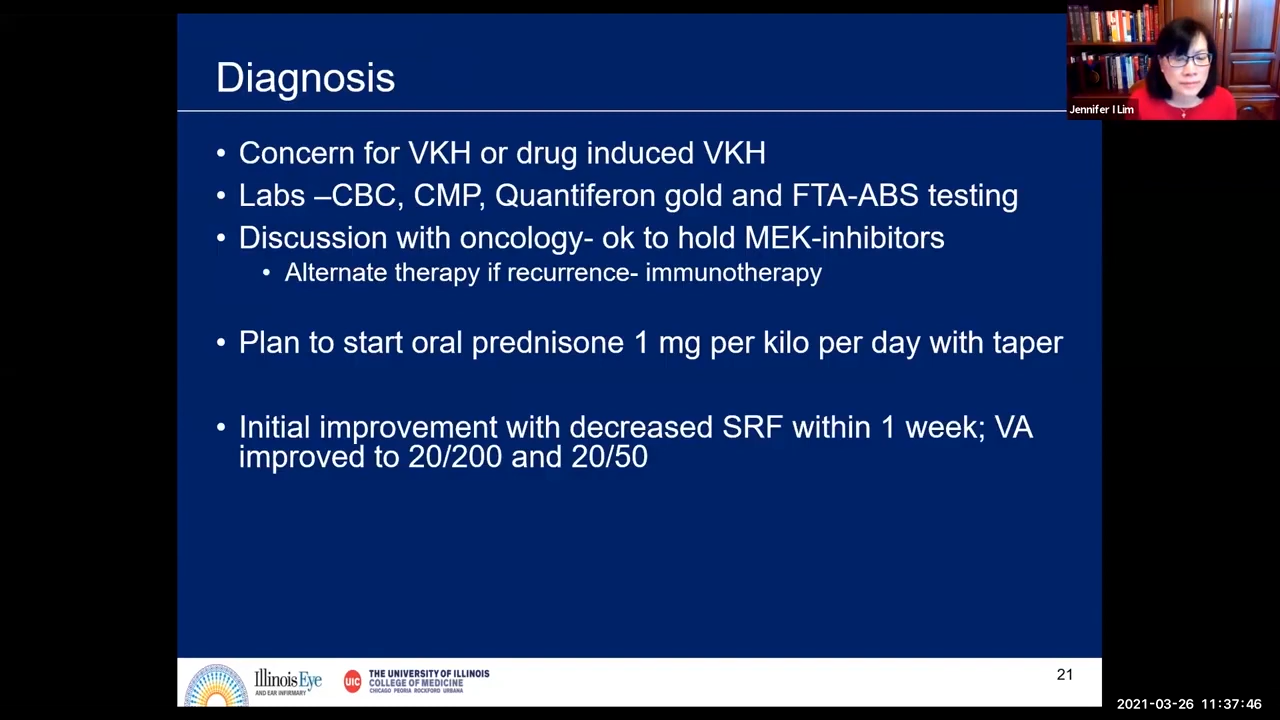 Diagnosis
Jennifer I Lim
• Concern for VKH or drug induced VKH
• Labs –CBC, CMP, Quantiferon gold and FTA-ABS testing
• Discussion with oncology- ok to hold MEK-inhibitors
• Alternate therapy if recurrence- immunotherapy
• Plan to start oral prednisone 1 mg per kilo per day with taper
• Initial improvement with decreased SRF within 1 week; VA
improved to 20/200 and 20/50
Illinois Eye
AND EAR INFIRMARY
UIC
THE UNIVERSITY OF ILLINOIS
COLLEGE OF MEDICINE
CHICAGO PEORIA ROCKFORD URBANA
21
2021-03-26 11:37:46